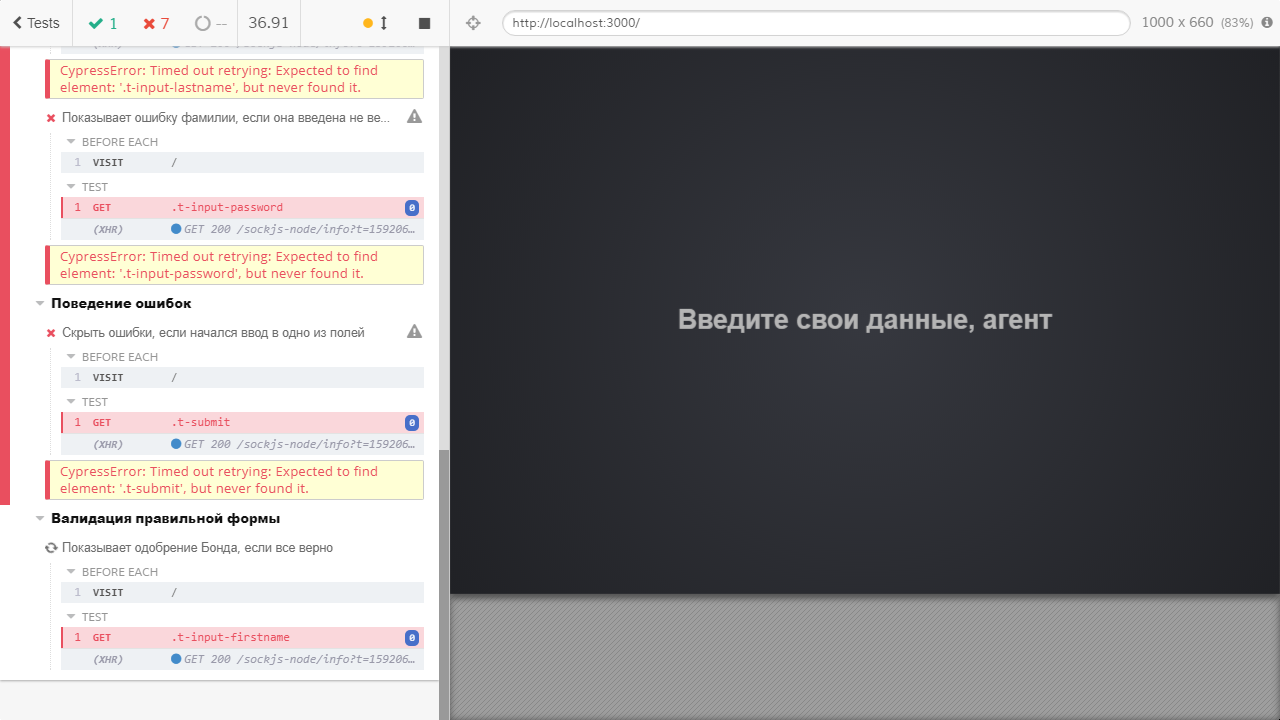 Tests 1 7 -- 36.91
http://localhost:3000/ 1000 x 660 (83%)
CypressError: Timed out retrying: Expected to find
element: '.t-input-lastname', but never found it.
Показывает ошибку фамилии, если она введена не ве...
BEFORE EACH
1 VISIT /
TEST
1 GET .t-input-password 0
(XHR) GET 200 /sockjs-node/info?t=159206…
CypressError: Timed out retrying: Expected to find
element: '.t-input-password', but never found it.
Поведение ошибок
Скрыть ошибки, если начался ввод в одно из полей
BEFORE EACH
1 VISIT /
TEST
1 GET .t-submit 0
(XHR) GET 200 /sockjs-node/info?t=159206…
CypressError: Timed out retrying: Expected to find
element: '.t-submit', but never found it.
Валидация правильной формы
Показывает одобрение Бонда, если все верно
BEFORE EACH
1 VISIT /
TEST
1 GET .t-input-firstname 0
(XHR) GET 200 /sockjs-node/info?t=159206…
Введите свои данные, агент